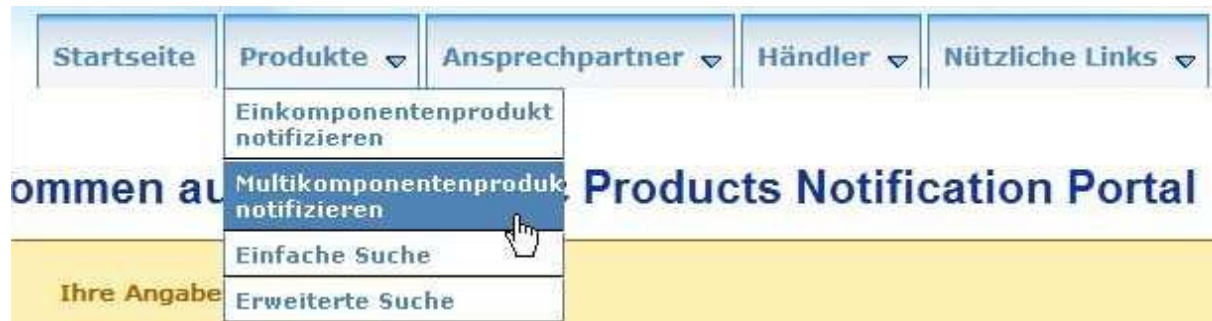 Startseite Produkte Ansprechpartner Händler Nützliche Links
Einkomponentenprodukt
notifizieren
ommen au Products Notification Portal
Multikomponentenproduk
notifizieren
Einfache Suche
Ihre Angabe
Erweiterte Suche